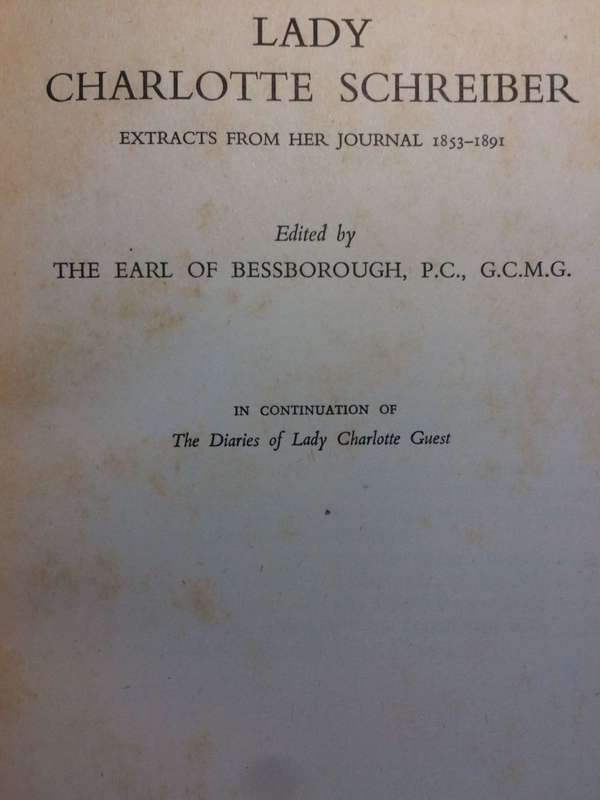 LADY
CHARLOTTE SCHREIBER
EXTRACTS FROM HER JOURNAL 1853–1891
Edited by
THE EARL OF BESSBOROUGH, P.C., G.C.M.G.
IN CONTINUATION OF
The Diaries of Lady Charlotte Guest